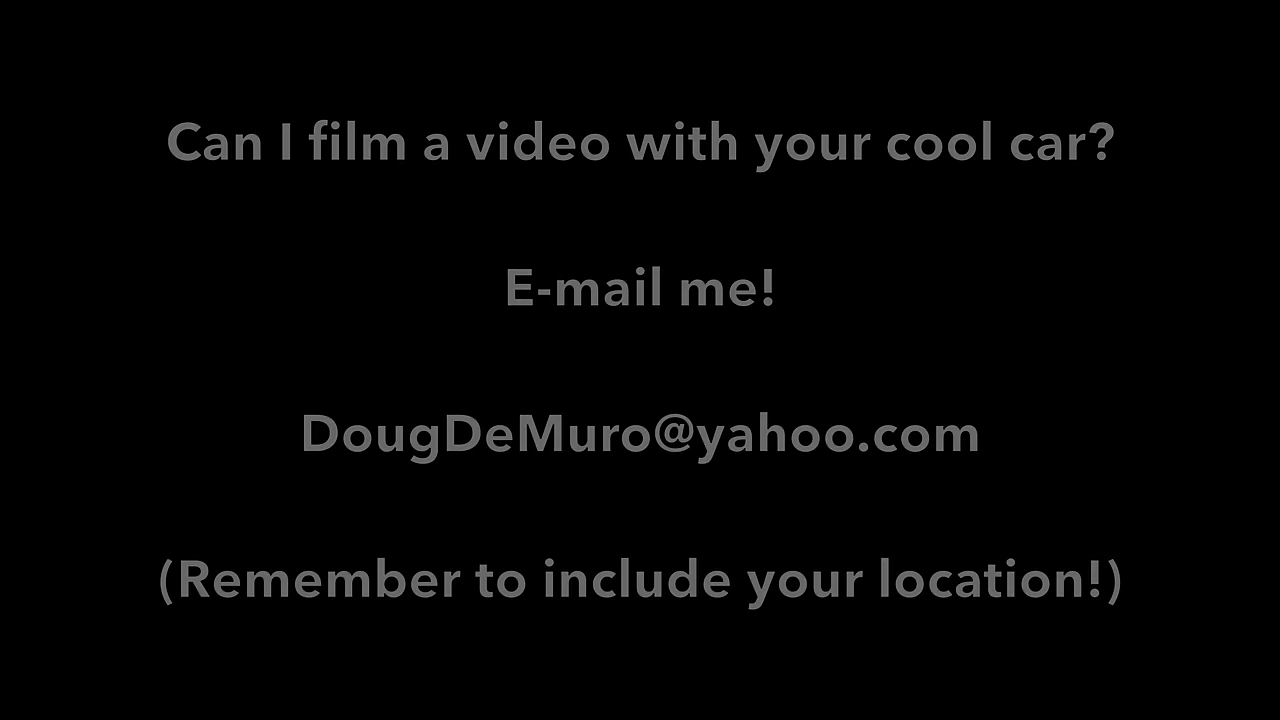 Can I film a video with your cool car?
E-mail me!
DougDeMuro@yahoo.com
(Remember to include your location!)